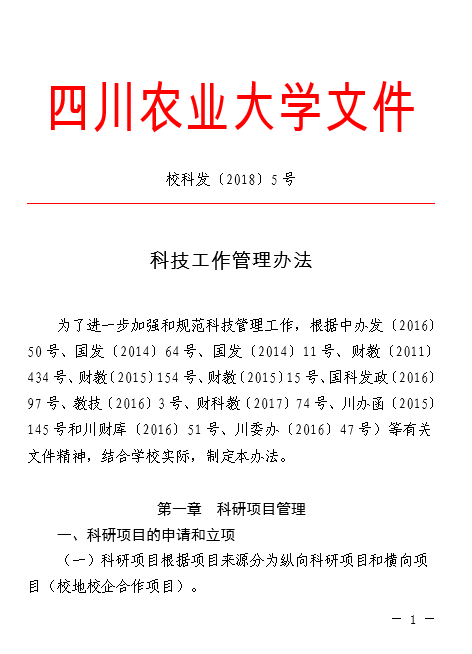 四川农业大学文件
校科发〔2018〕5 号
科技工作管理办法
为了进一步加强和规范科技管理工作，根据中办发〔2016〕
50 号、国发〔2014〕64 号、国发〔2014〕11 号、财教〔2011〕
434 号、财教〔2015〕154 号、财教〔2015〕15 号、国科发政〔2016〕
97 号、教技〔2016〕3 号、财科教〔2017〕74 号、川办函〔2015〕
145 号和川财库〔2016〕51 号、川委办〔2016〕47 号）等有关
文件精神，结合学校实际，制定本办法。
第一章　科研项目管理
一、科研项目的申请和立项
（一）科研项目根据项目来源分为纵向科研项目和横向项
目（校地校企合作项目）。
－ 1 －